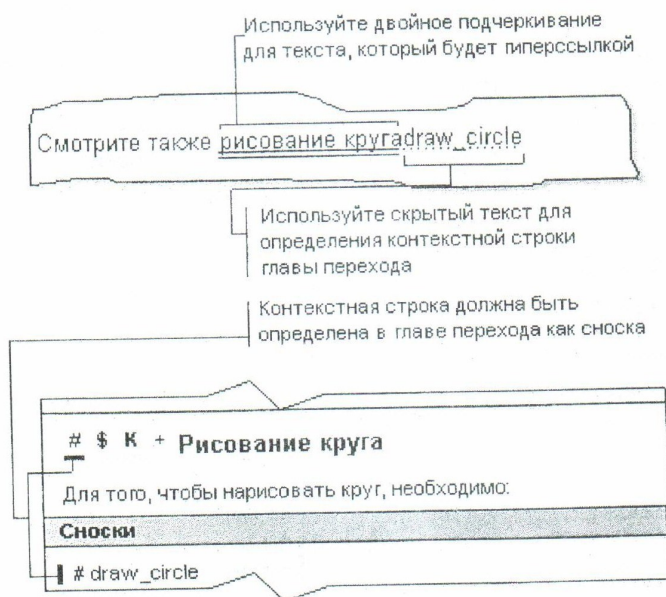 Используйте двойное подчеркивание
для текста, который будет гиперссылкой
Смотрите также рисование кругаdraw_circle
Используйте скрытый текст для
определения контекстной строки
главы перехода
Контекстная строка должна быть
определена в главе перехода как сноска
# $ K + Рисование круга
Для того, чтобы нарисовать круг, необходимо:
Сноски
# draw_circle